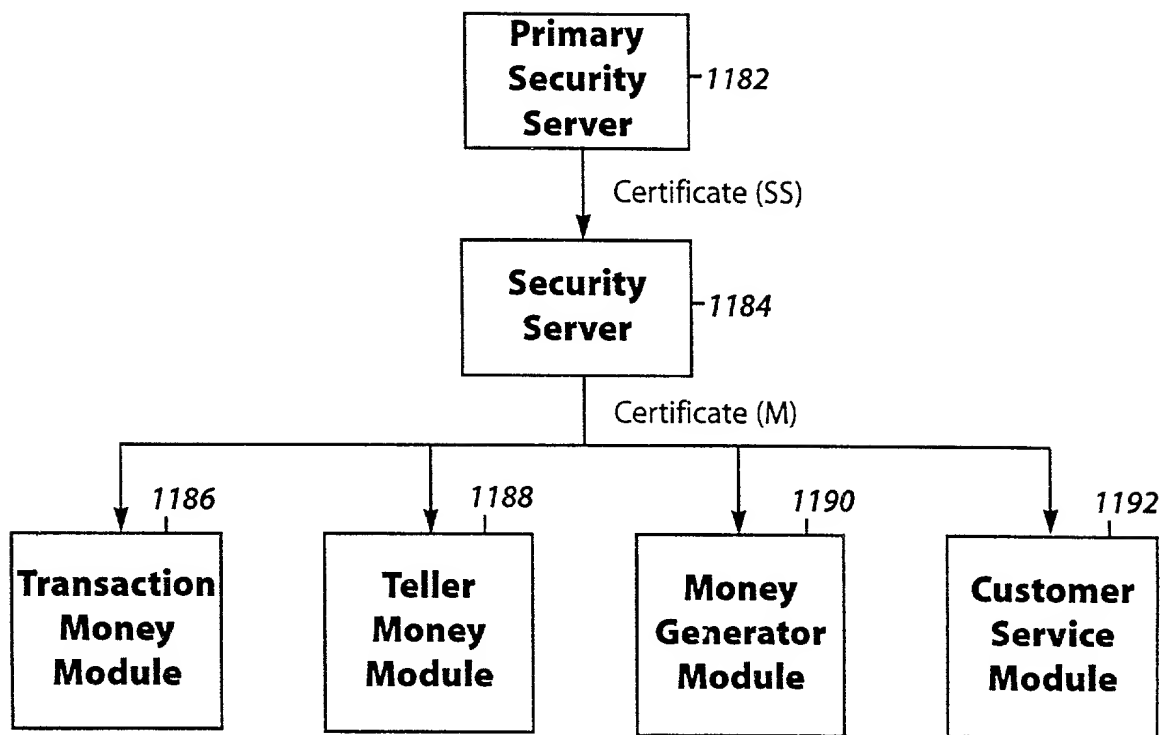 Primary
Security
Server
1182
Certificate (SS)
Security
Server
1184
Certificate (M)
1186
1188
1190
1192
Transaction
Money
Module
Teller
Money
Module
Money
Generator
Module
Customer
Service
Module